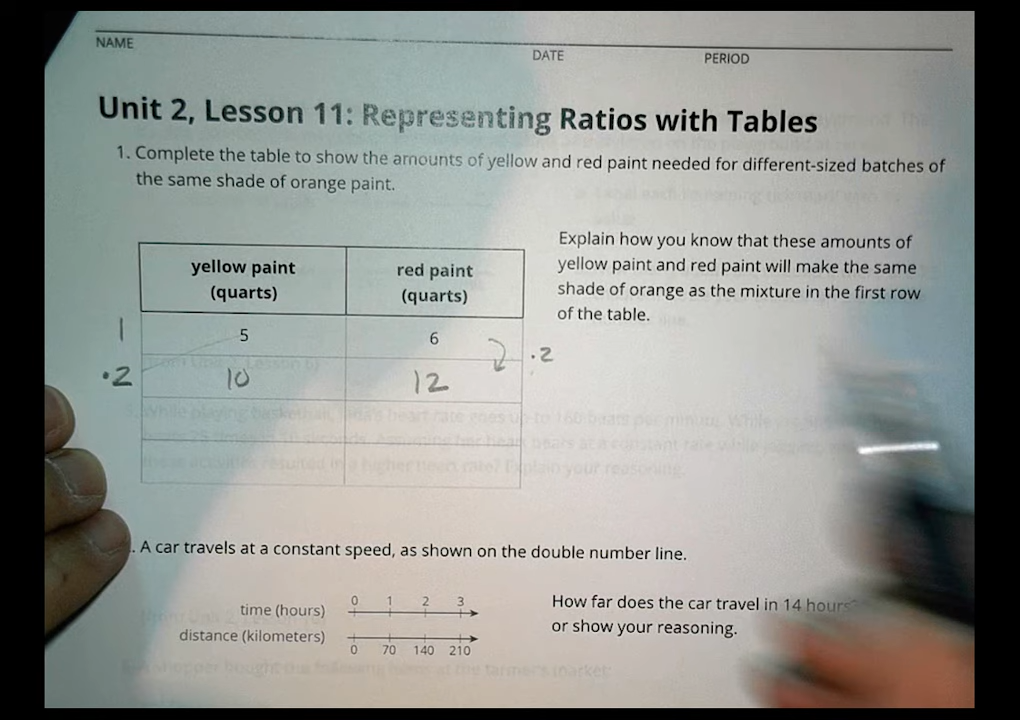 NAME
DATE
PERIOD
Unit 2, Lesson 11: Representing Ratios with Tables
1. Complete the table to show the amounts of yellow and red paint needed for different-sized batches of
the same shade of orange paint.
Explain how you know that these amounts of
yellow paint and red paint will make the same
shade of orange as the mixture in the first row
of the table.
yellow paint
(quarts)
red paint
(quarts)
1
5
6
·2
·2
10
12
. A car travels at a constant speed, as shown on the double number line.
time (hours)
0 1 2 3
distance (kilometers)
0 70 140 210
How far does the car travel in 14 hours?
or show your reasoning.